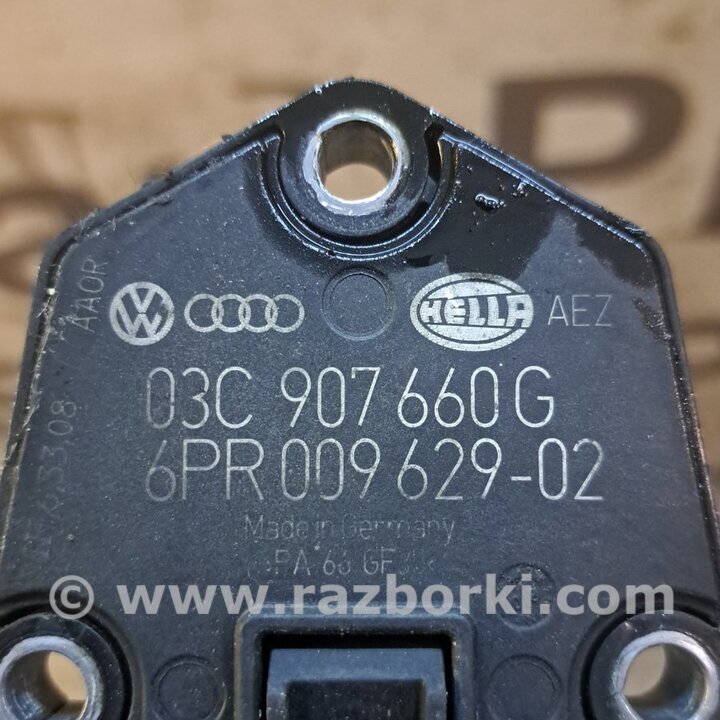 AAOR
HELLA AEZ
03C 907 660 G
6PR 009 629-02
Made in Germany
© www.razborki.com